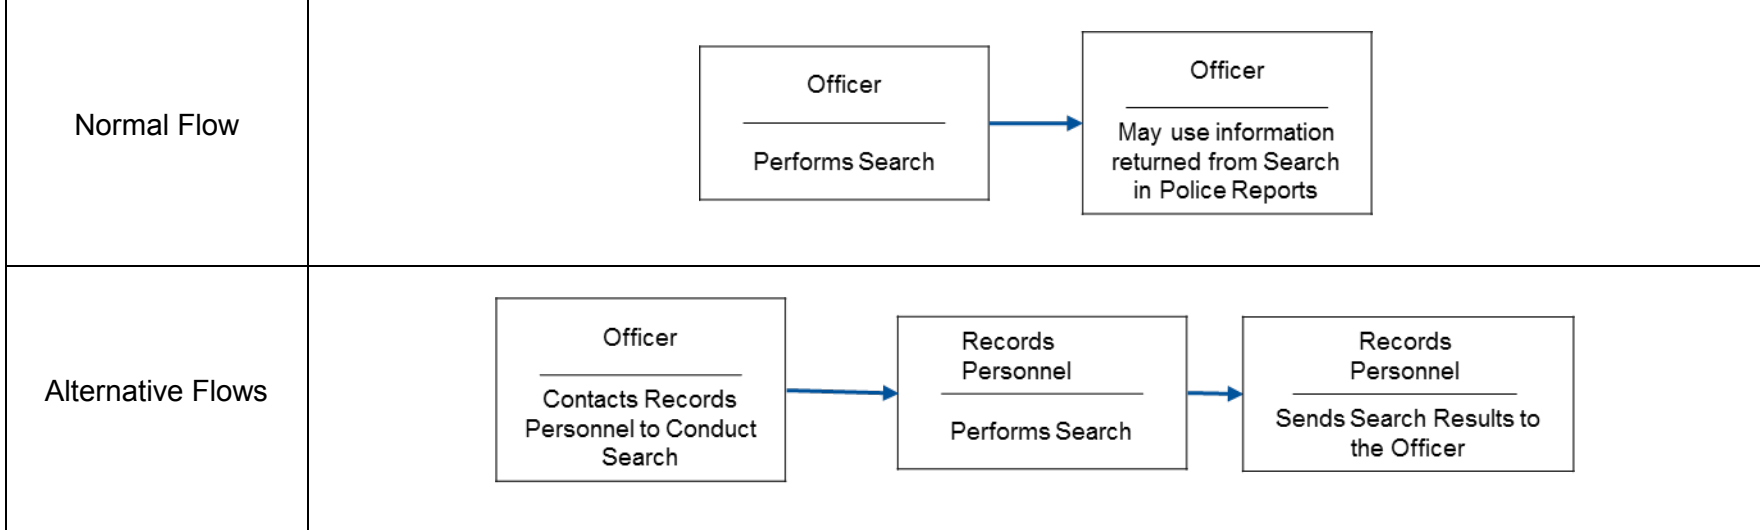 Normal Flow
Officer
Performs Search
Officer
May use information
returned from Search
in Police Reports
Alternative Flows
Officer
Contacts Records
Personnel to Conduct
Search
Records
Personnel
Performs Search
Records
Personnel
Sends Search Results to
the Officer